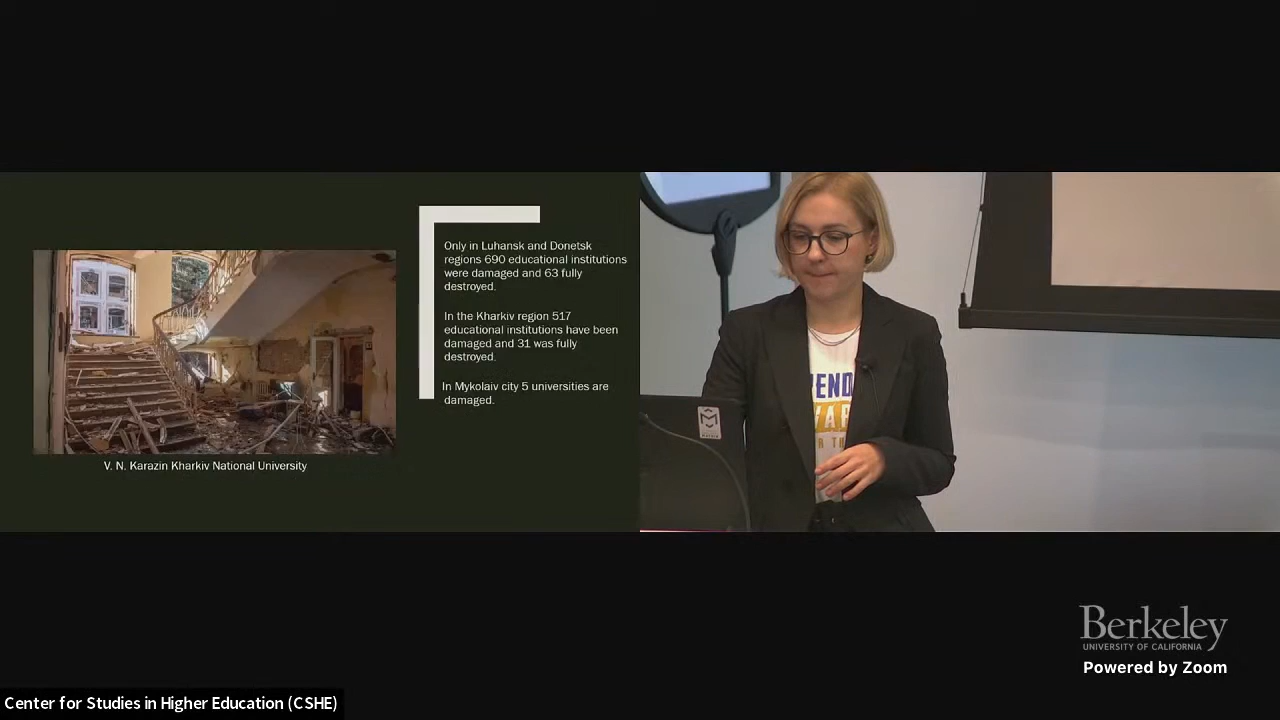 Only in Luhansk and Donetsk
regions 690 educational institutions
were damaged and 63 fully
destroyed.
In the Kharkiv region 517
educational institutions have been
damaged and 31 was fully
destroyed.
In Mykolaiv city 5 universities are
damaged.
V. N. Karazin Kharkiv National University
Berkeley
UNIVERSITY OF CALIFORNIA
Powered by Zoom
Center for Studies in Higher Education (CSHE)